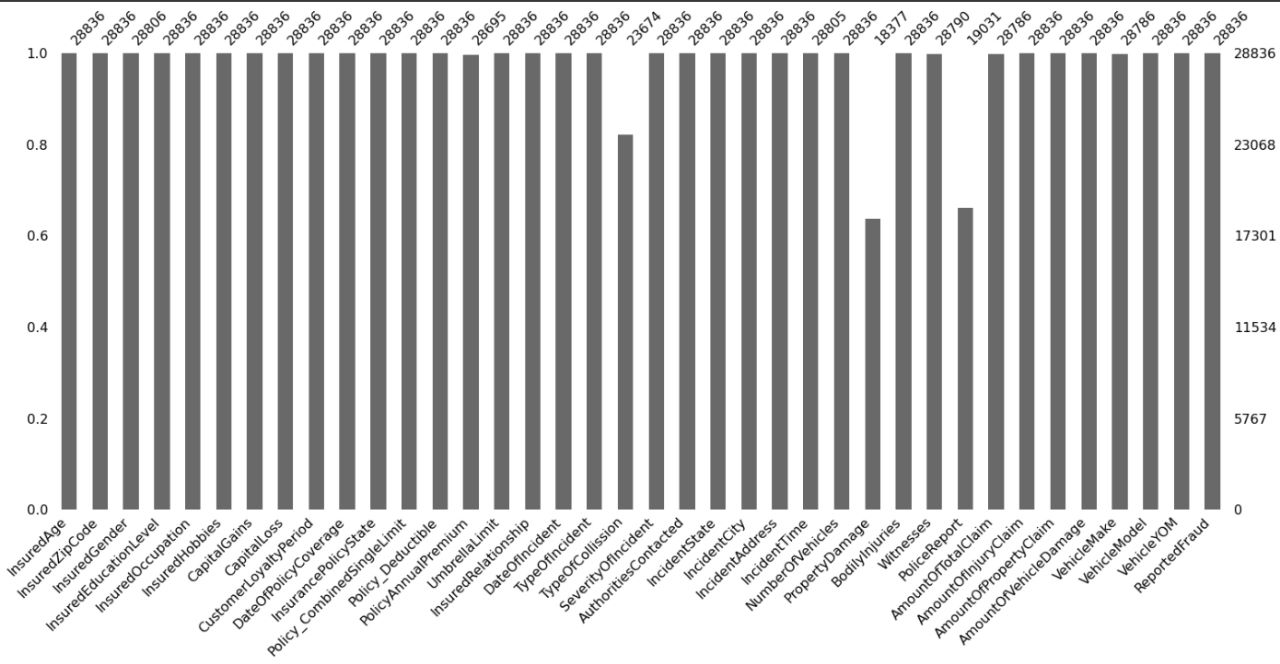 28836
28836
28806
28836
28836
28836
28836
28836
28836
28836
28836
28836
28836
28695
28836
28836
28836
28836
23674
28836
28836
28836
28836
28836
28805
28836
18377
28836
28790
19031
28786
28836
28836
28836
28786
28836
28836
28836
1.0
28836
0.8
23068
0.6
17301
0.4
11534
0.2
5767
0.0
0
InsuredAge
InsuredZipCode
InsuredGender
InsuredEducationLevel
InsuredOccupation
InsuredHobbies
CapitalGains
CapitalLoss
CustomerLoyaltyPeriod
DateOfPolicyCoverage
InsurancePolicyState
Policy_CombinedSingleLimit
Policy_Deductible
PolicyAnnualPremium
UmbrellaLimit
InsuredRelationship
DateOfIncident
TypeOfIncident
TypeOfCollission
SeverityOfIncident
AuthoritiesContacted
IncidentState
IncidentCity
IncidentAddress
IncidentTime
NumberOfVehicles
PropertyDamage
BodilyInjuries
Witnesses
PoliceReport
AmountOfTotalClaim
AmountOfInjuryClaim
AmountOfPropertyClaim
AmountOfVehicleDamage
VehicleMake
VehicleModel
VehicleYOM
ReportedFraud